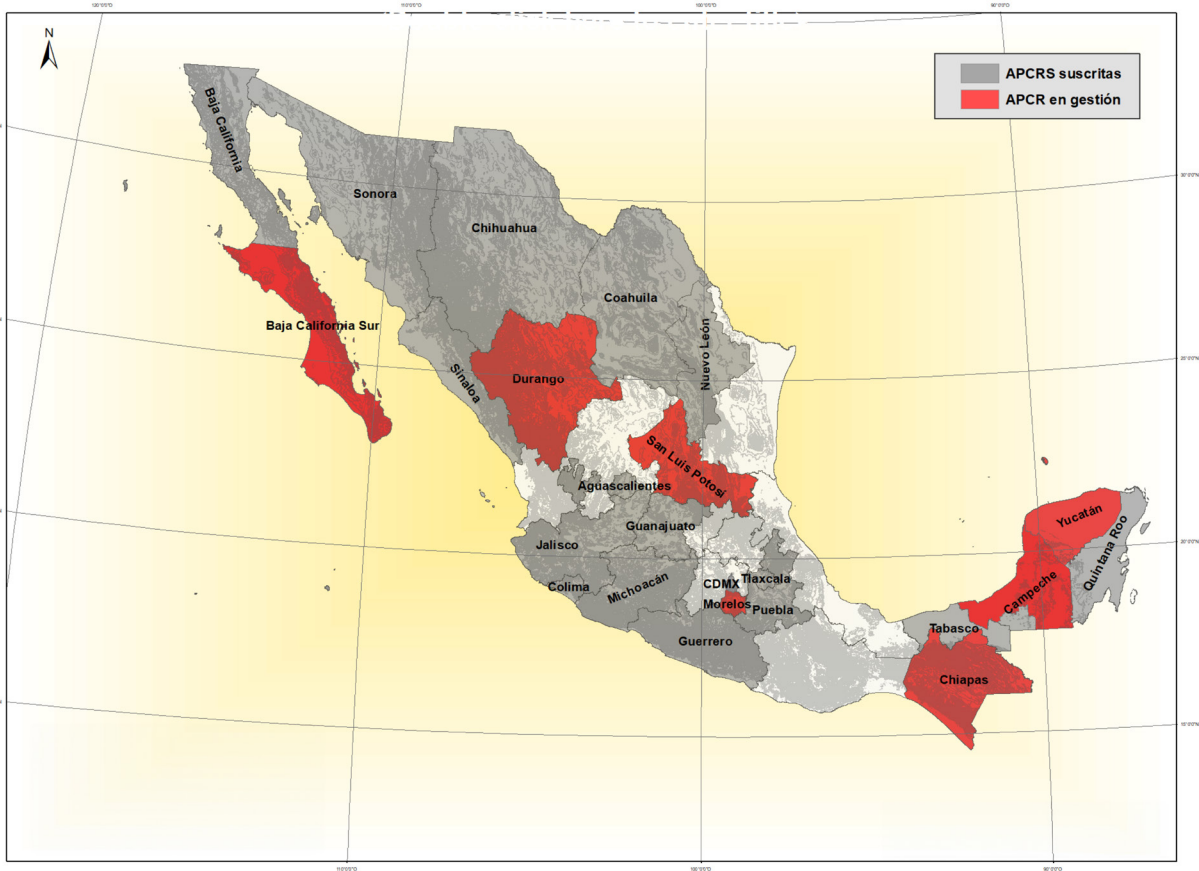 N
APCRS suscritas
APCR en gestión
Baja California
Sonora
Chihuahua
Coahuila
Nuevo León
Baja California Sur
Sinaloa
Durango
San Luis Potosí
Aguascalientes
Guanajuato
Jalisco
Colima
Michoacán
CDMX
Tlaxcala
Morelos
Puebla
Guerrero
Yucatán
Quintana Roo
Campeche
Tabasco
Chiapas